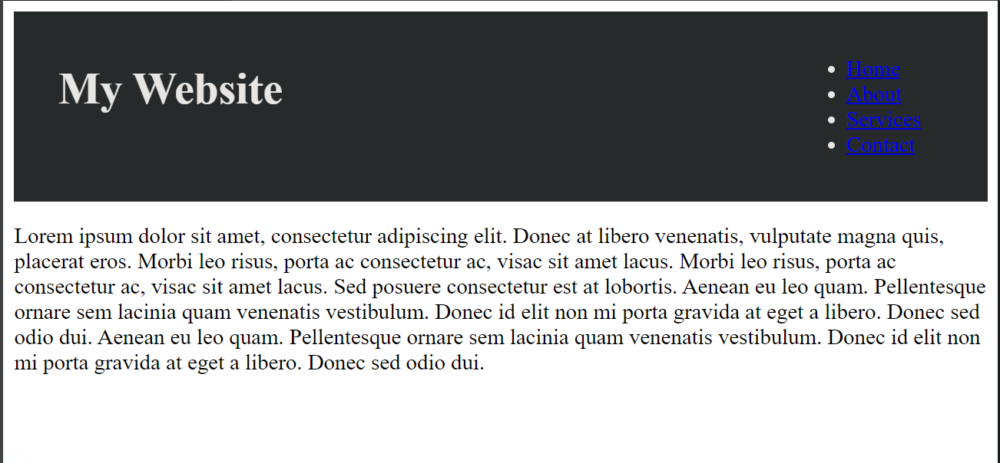 My Website
Home
About
Services
Contact
Lorem ipsum dolor sit amet, consectetur adipiscing elit. Donec at libero venenatis, vulputate magna quis,
placerat eros. Morbi leo risus, porta ac consectetur ac, visac sit amet lacus. Morbi leo risus, porta ac
consectetur ac, visac sit amet lacus. Sed posuere consectetur est at lobortis. Aenean eu leo quam. Pellentesque
ornare sem lacinia quam venenatis vestibulum. Donec id elit non mi porta gravida at eget a libero. Donec sed
odio dui. Aenean eu leo quam. Pellentesque ornare sem lacinia quam venenatis vestibulum. Donec id elit non
mi porta gravida at eget a libero. Donec sed odio dui.